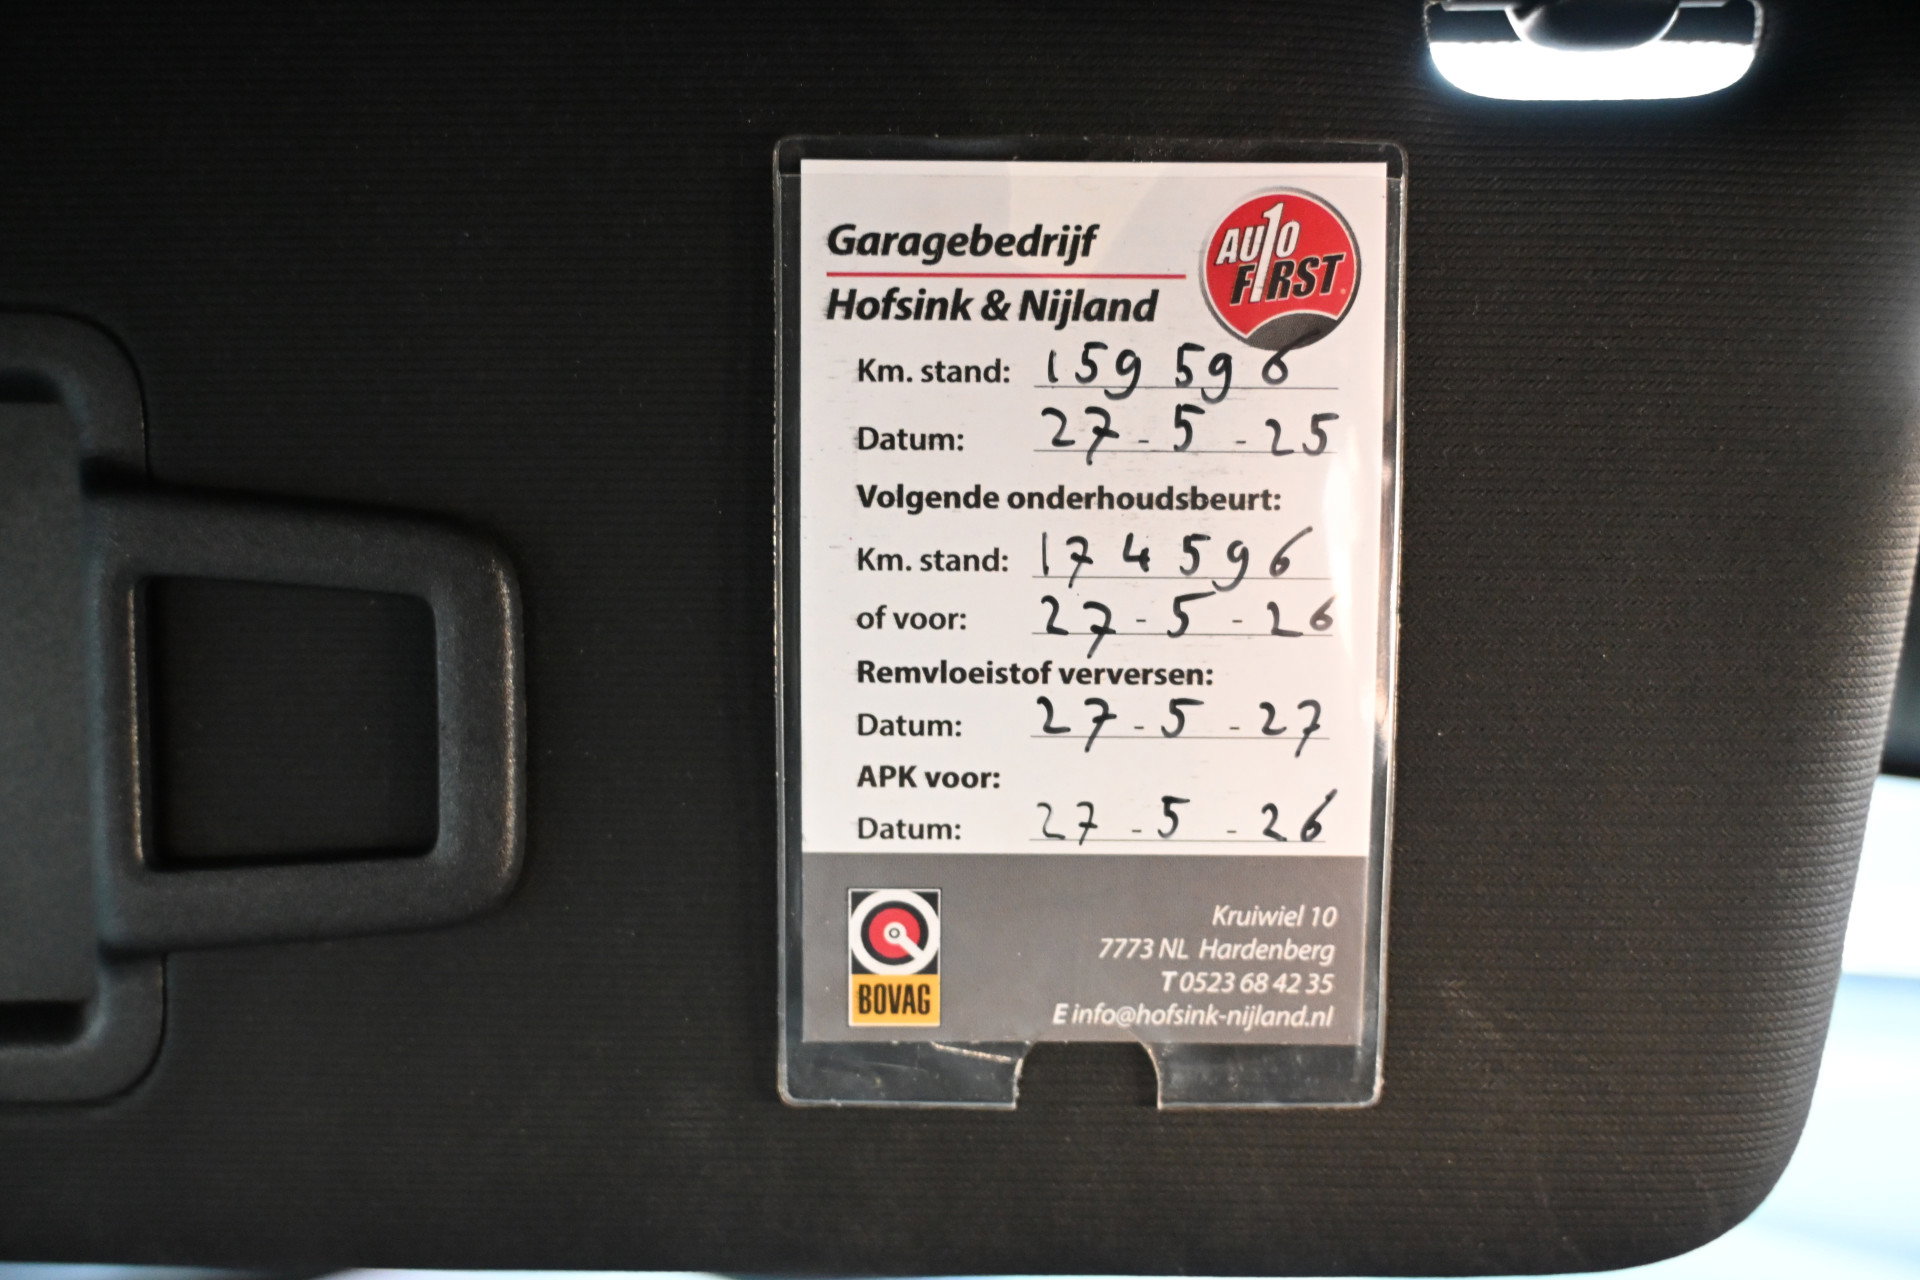 Garagebedrijf
Hofsink & Nijland
AUTO
FIRST
Km. stand: 159 596
Datum: 27-5-25
Volgende onderhoudsbeurt:
Km. stand: 174596
of voor: 27-5-26
Remvloeistof verversen:
Datum: 27-5-27
APK voor:
Datum: 27-5-26
BOVAG
Kruiwiel 10
7773 NL Hardenberg
T 0523 68 42 35
E info@hofsink-nijland.nl